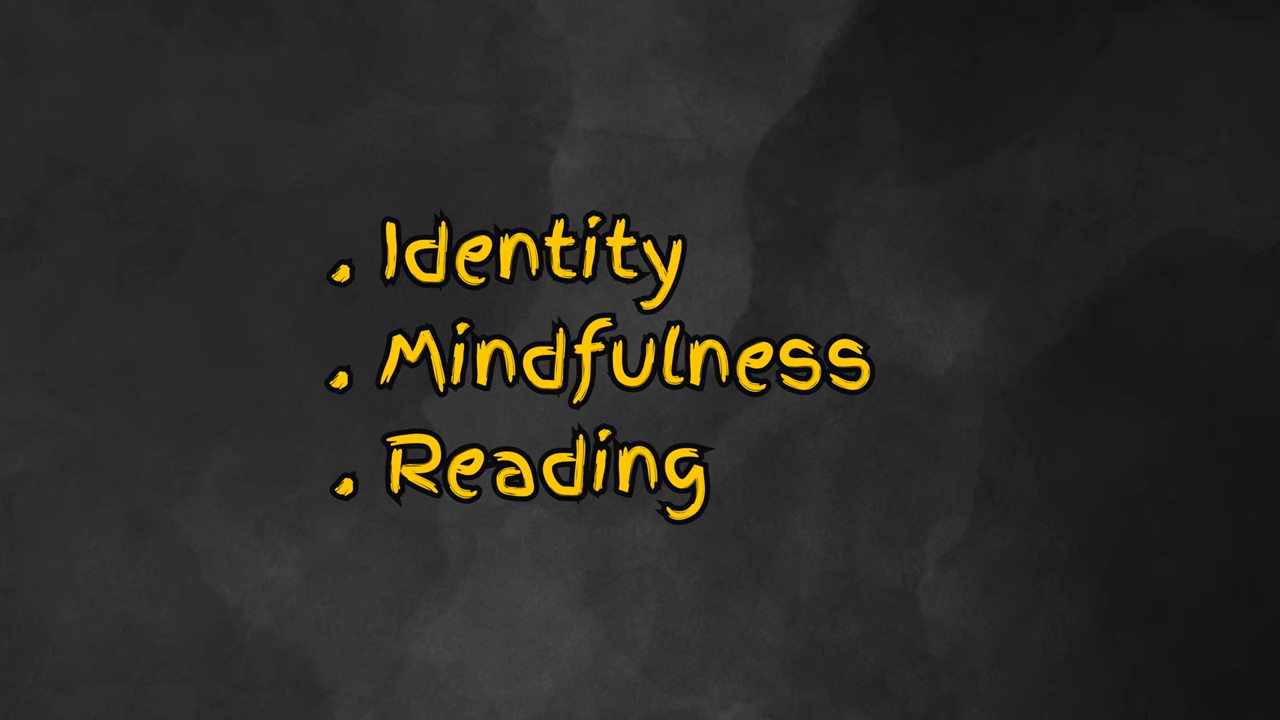 . Identity
. Mindfulness
. Reading